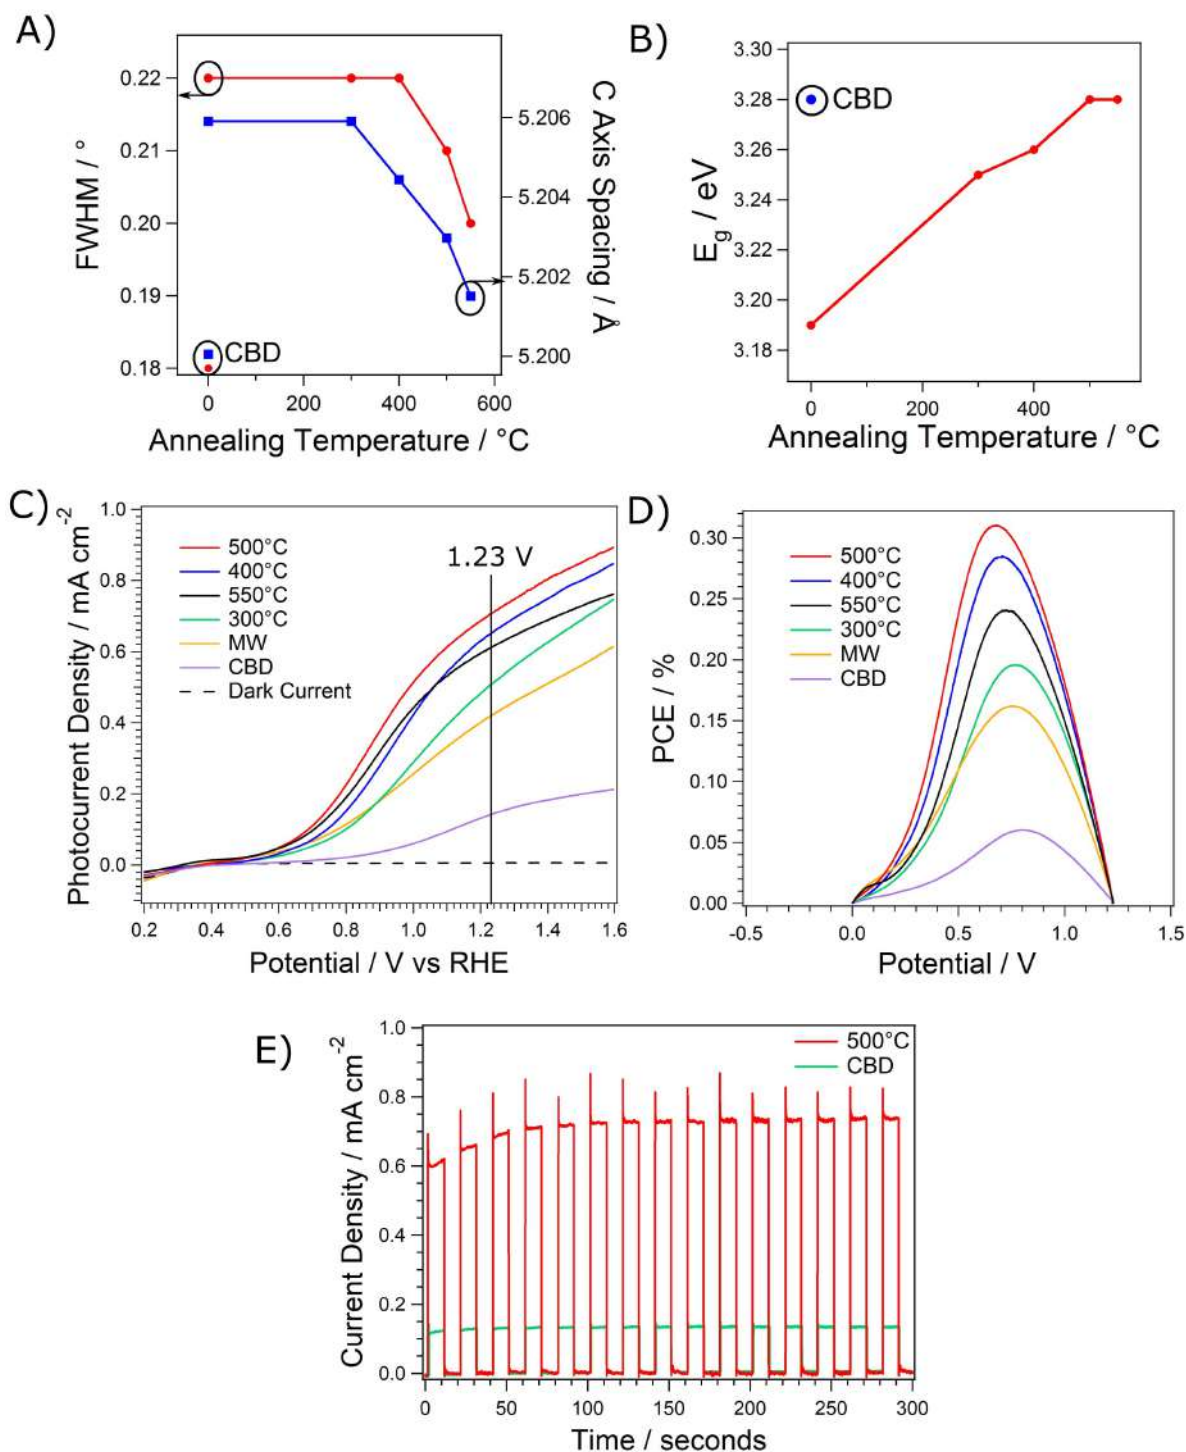 A)
0.22
0.21
0.20
0.19
0.18
FWHM / °
5.206
5.204
5.202
5.200
C Axis Spacing / Å
CBD
0
200
400
600
Annealing Temperature / °C
B)
3.30
3.28
3.26
3.24
3.22
3.20
3.18
E_g / eV
CBD
0
200
400
Annealing Temperature / °C
C)
1.0
0.8
0.6
0.4
0.2
0.0
Photocurrent Density / mA cm⁻²
500°C
400°C
550°C
300°C
MW
CBD
Dark Current
1.23 V
0.2
0.4
0.6
0.8
1.0
1.2
1.4
1.6
Potential / V vs RHE
D)
0.30
0.25
0.20
0.15
0.10
0.05
0.00
PCE / %
500°C
400°C
550°C
300°C
MW
CBD
-0.5
0.0
0.5
1.0
1.5
Potential / V
E)
1.0
0.8
0.6
0.4
0.2
0.0
Current Density / mA cm⁻²
500°C
CBD
0
50
100
150
200
250
300
Time / seconds